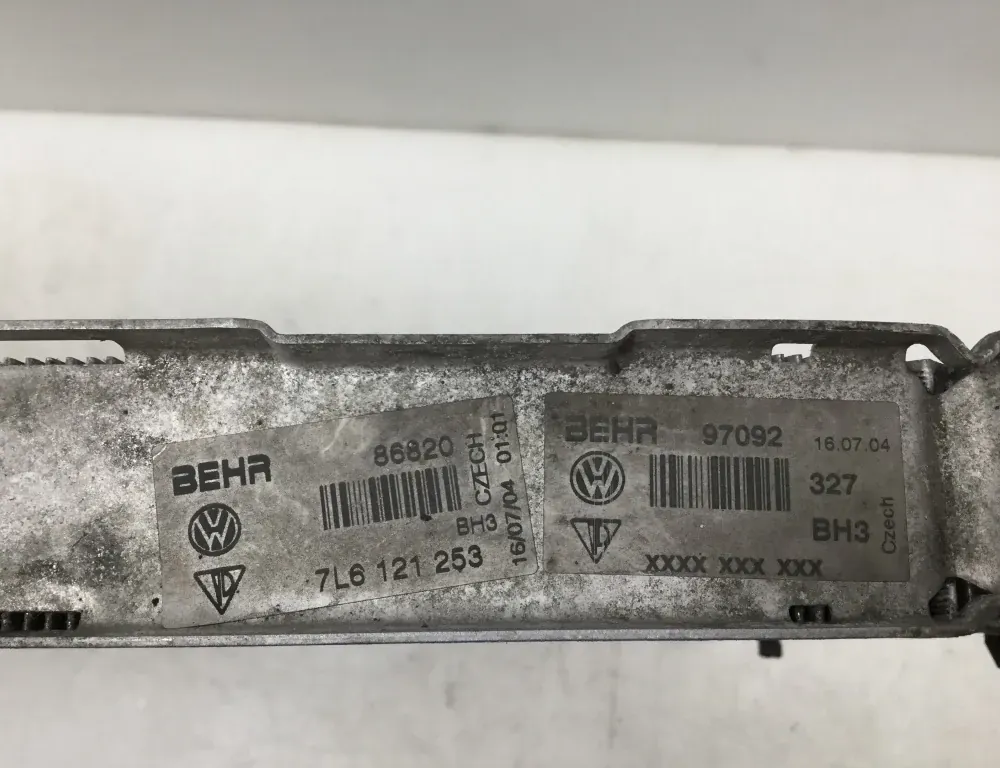 BEHR 86820
CZECH
16/07/04 01:01
BH3
7L6 121 253
BEHR 97092 16.07.04
327
BH3
Czech
XXXX XXX XXX